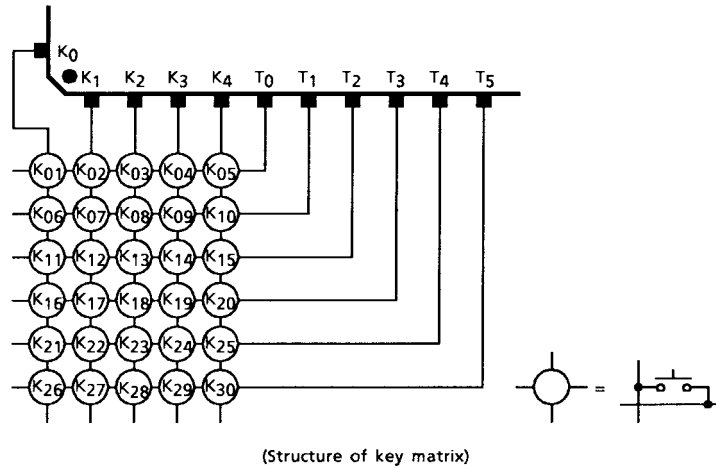 K0
K1 K2 K3 K4 T0 T1 T2 T3 T4 T5
K01 K02 K03 K04 K05
K06 K07 K08 K09 K10
K11 K12 K13 K14 K15
K16 K17 K18 K19 K20
K21 K22 K23 K24 K25
K26 K27 K28 K29 K30
=
(Structure of key matrix)